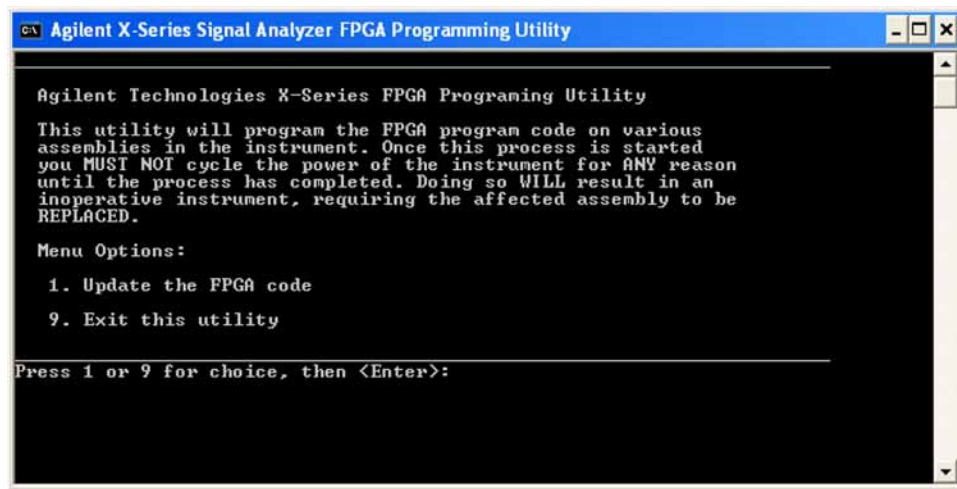 Agilent X-Series Signal Analyzer FPGA Programming Utility
Agilent Technologies X-Series FPGA Programing Utility
This utility will program the FPGA program code on various
assemblies in the instrument. Once this process is started
you MUST NOT cycle the power of the instrument for ANY reason
until the process has completed. Doing so WILL result in an
inoperative instrument, requiring the affected assembly to be
REPLACED.
Menu Options:
1. Update the FPGA code
9. Exit this utility
Press 1 or 9 for choice, then <Enter>: